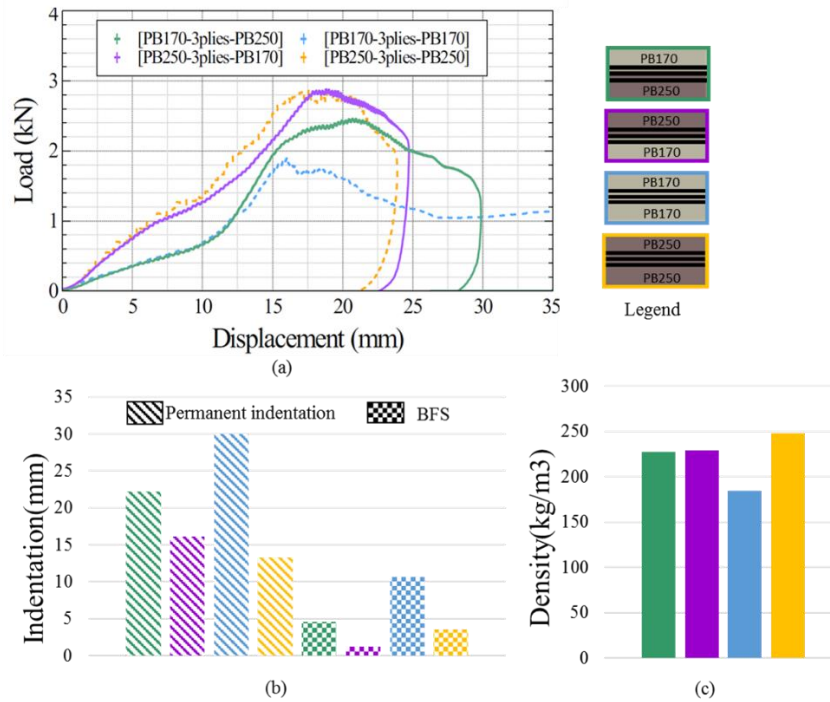 4
3
2
1
0
Load (kN)
[PB170-3plies-PB250]
[PB170-3plies-PB170]
[PB250-3plies-PB170]
[PB250-3plies-PB250]
0
5
10
15
20
25
30
35
Displacement (mm)
(a)
PB170
PB250
PB250
PB170
PB170
PB170
PB250
PB250
Legend
35
30
25
20
15
10
5
0
Indentation(mm)
Permanent indentation
BFS
(b)
300
250
200
150
100
50
0
Density(kg/m3)
(c)